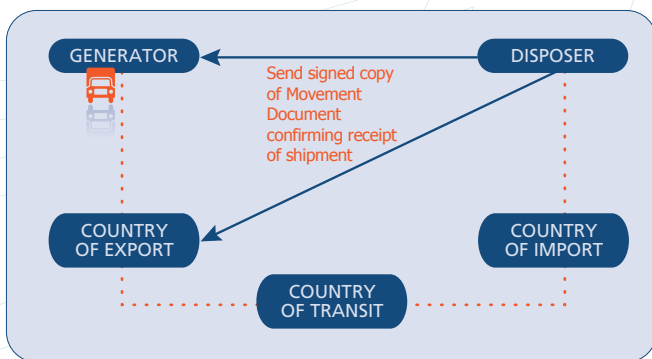 GENERATOR
DISPOSER
Send signed copy
of Movement
Document
confirming receipt
of shipment
COUNTRY
OF EXPORT
COUNTRY
OF IMPORT
COUNTRY
OF TRANSIT